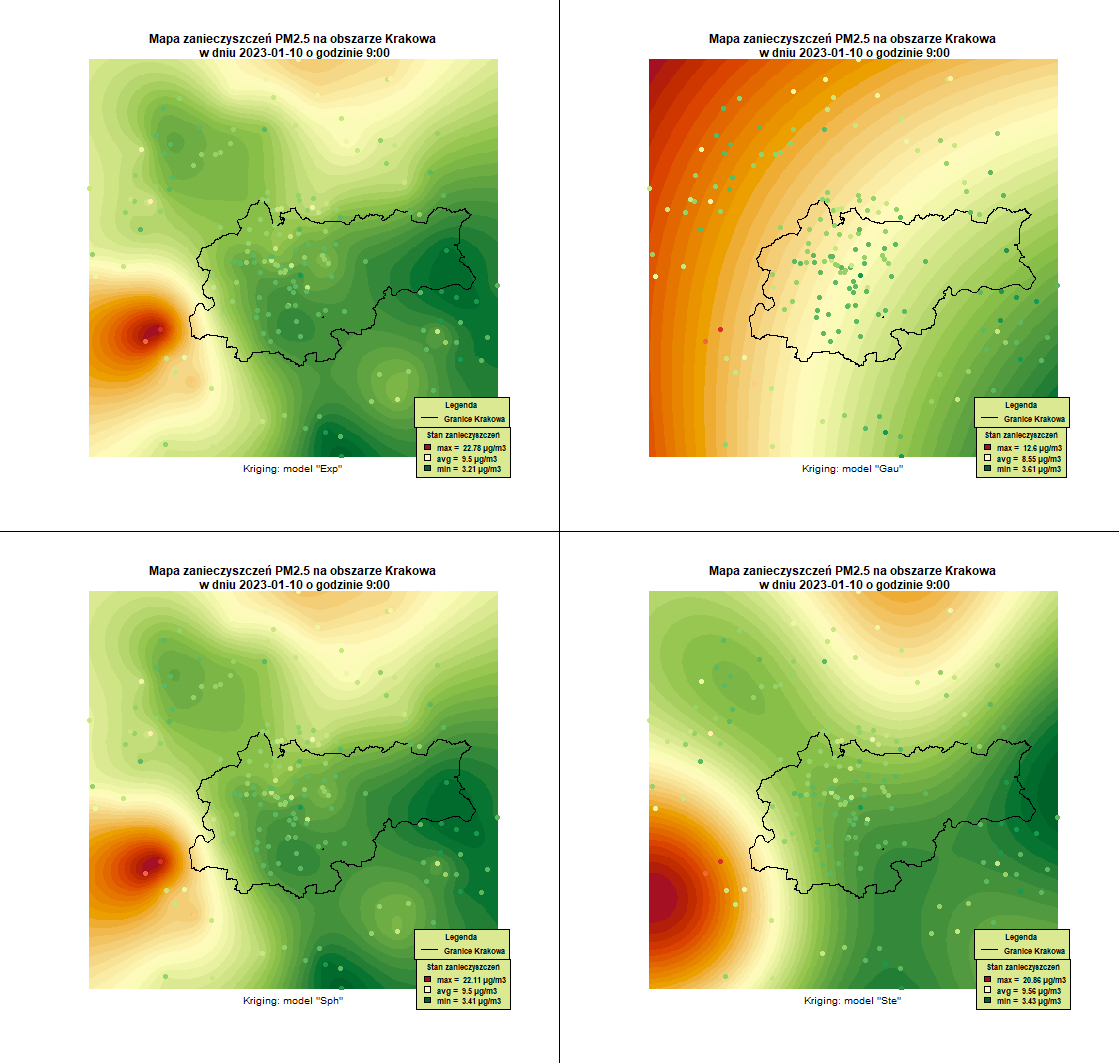 Mapa zanieczyszczeń PM2.5 na obszarze Krakowa
w dniu 2023-01-10 o godzinie 9:00
Legenda
Granice Krakowa
Stan zanieczyszczeń
max = 22.78 µg/m3
avg = 9.5 µg/m3
min = 3.21 µg/m3
Kriging: model "Exp"
Mapa zanieczyszczeń PM2.5 na obszarze Krakowa
w dniu 2023-01-10 o godzinie 9:00
Legenda
Granice Krakowa
Stan zanieczyszczeń
max = 12.6 µg/m3
avg = 8.55 µg/m3
min = 3.61 µg/m3
Kriging: model "Gau"
Mapa zanieczyszczeń PM2.5 na obszarze Krakowa
w dniu 2023-01-10 o godzinie 9:00
Legenda
Granice Krakowa
Stan zanieczyszczeń
max = 22.11 µg/m3
avg = 9.5 µg/m3
min = 3.41 µg/m3
Kriging: model "Sph"
Mapa zanieczyszczeń PM2.5 na obszarze Krakowa
w dniu 2023-01-10 o godzinie 9:00
Legenda
Granice Krakowa
Stan zanieczyszczeń
max = 20.86 µg/m3
avg = 9.56 µg/m3
min = 3.43 µg/m3
Kriging: model "Ste"